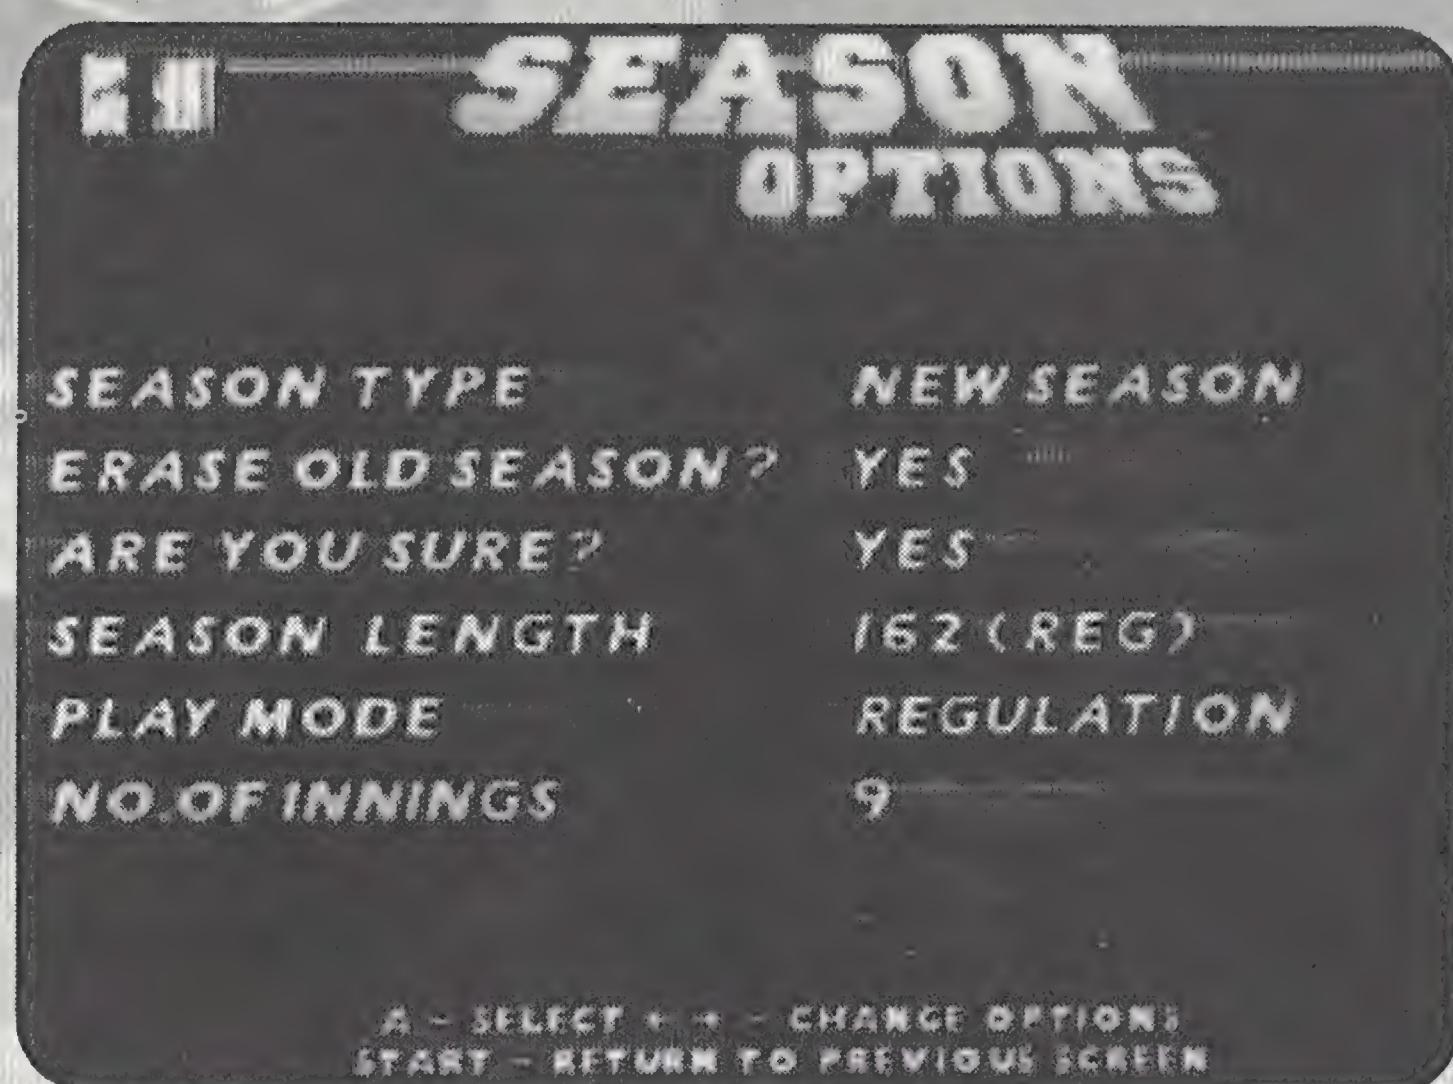 SEASON
OPTIONS
SEASON TYPE NEW SEASON
ERASE OLD SEASON? YES
ARE YOU SURE? YES
SEASON LENGTH 162 (REG)
PLAY MODE REGULATION
NO. OF INNINGS 9
A - SELECT ← → - CHANGE OPTIONS
START - RETURN TO PREVIOUS SCREEN